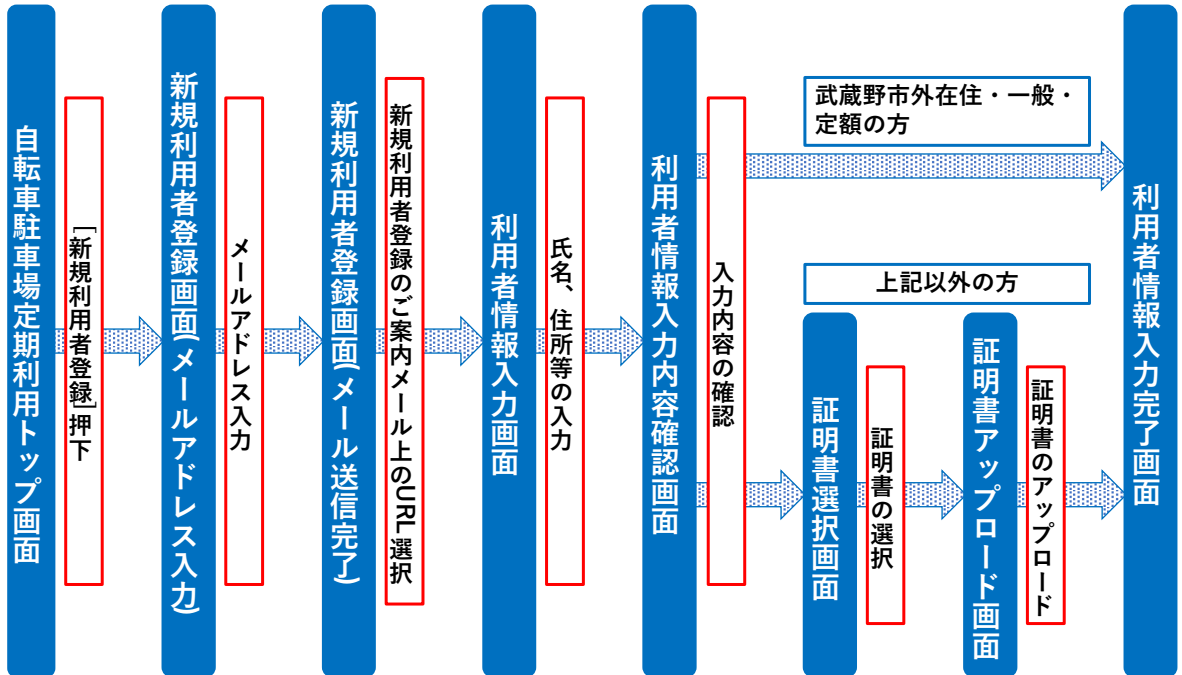 自転車駐車場定期利用トップ画面
[新規利用者登録]押下
新規利用者登録画面(メールアドレス入力)
メールアドレス入力
新規利用者登録画面(メール送信完了)
新規利用者登録のご案内メール上のURL選択
利用者情報入力画面
氏名、住所等の入力
利用者情報入力内容確認画面
入力内容の確認
武蔵野市外在住・一般・
定額の方
上記以外の方
証明書選択画面
証明書の選択
証明書アップロード画面
証明書のアップロード
利用者情報入力完了画面